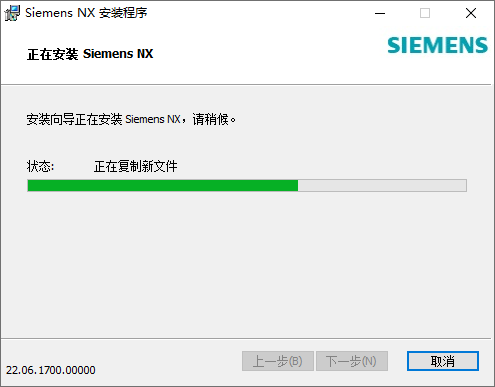 Siemens NX 安装程序
SIEMENS
正在安装 Siemens NX
安装向导正在安装 Siemens NX，请稍候。
状态: 正在复制新文件
上一步(B) 下一步(N) 取消
22.06.1700.00000